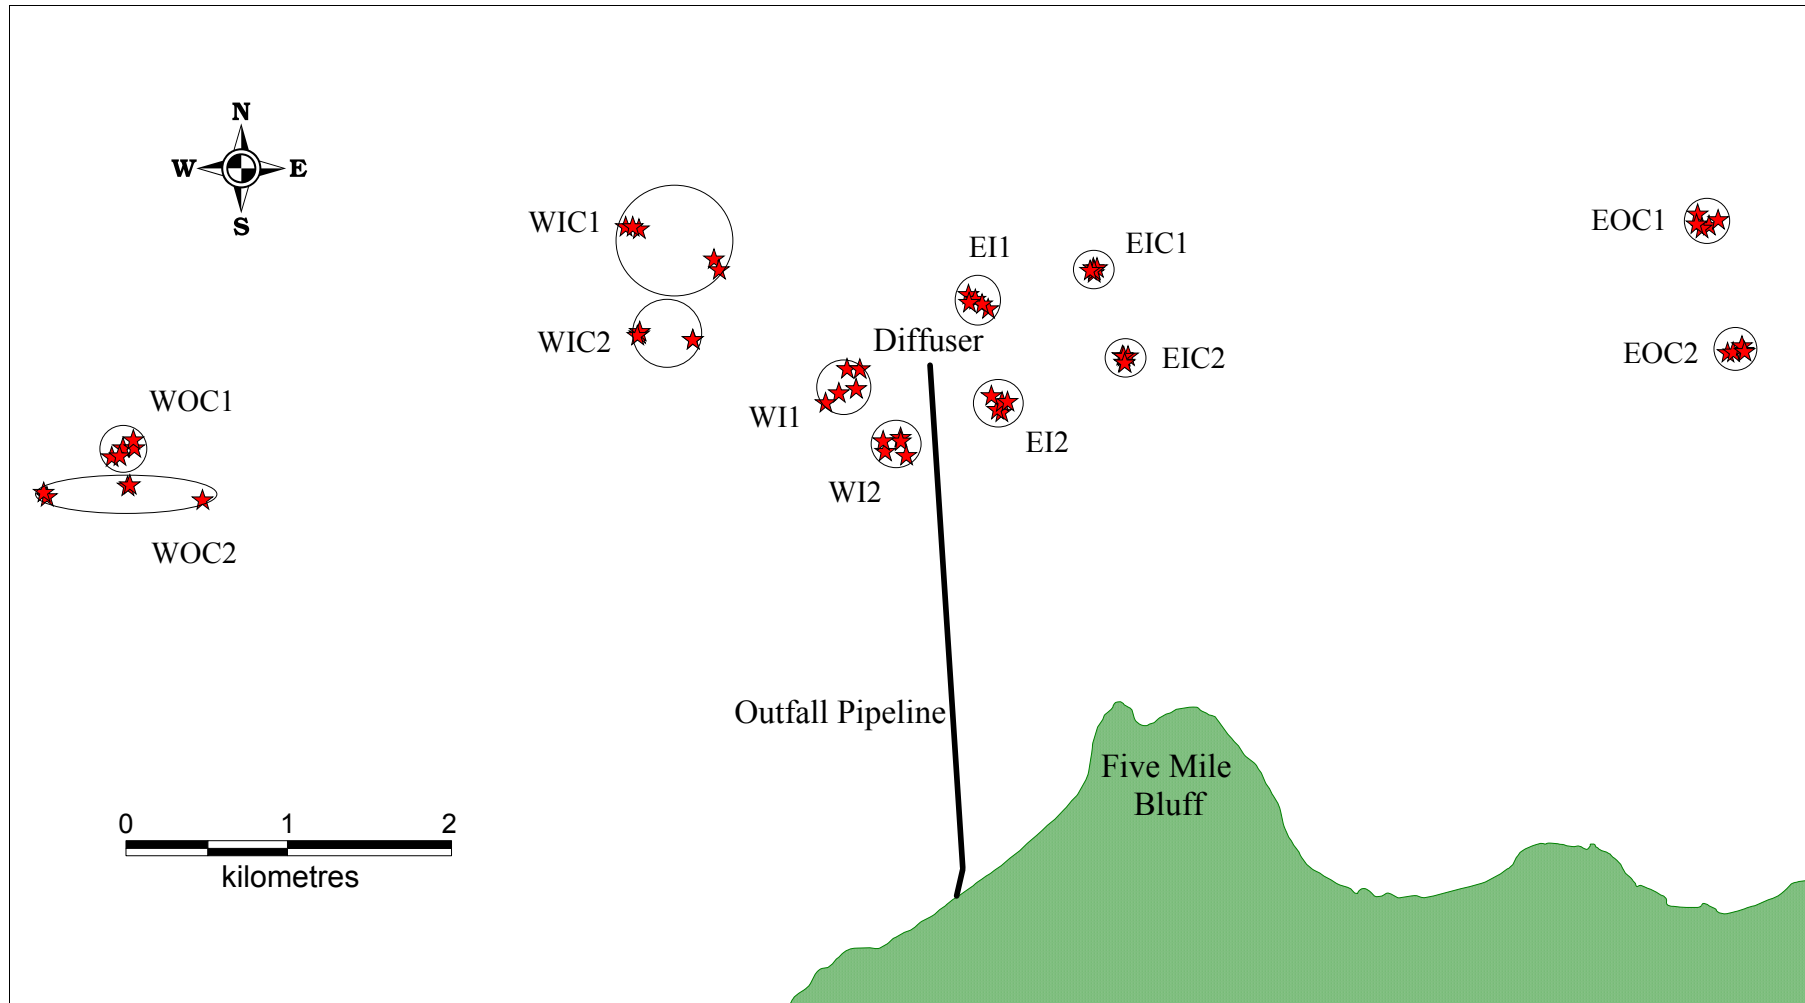 N
W E
S
WIC1
EOC1
EI1
EIC1
WIC2
Diffuser
EIC2
EOC2
WOC1
WI1
EI2
WI2
WOC2
Outfall Pipeline
Five Mile
Bluff
0 1 2
kilometres